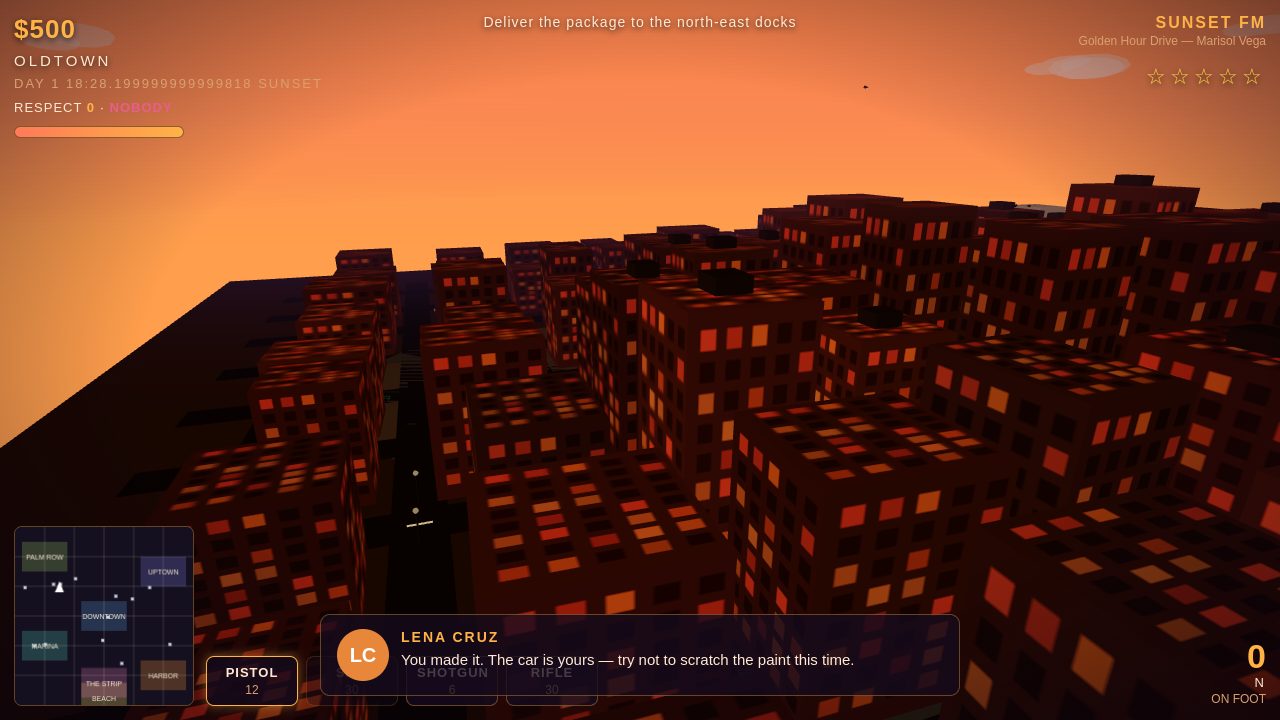 $500
OLDTOWN
DAY 1 18:28.199999999999818 SUNSET
RESPECT 0 · NOBODY
Deliver the package to the north-east docks
SUNSET FM
Golden Hour Drive — Marisol Vega
☆☆☆☆☆
PALM ROW
UPTOWN
DOWNTOWN
MARINA
THE STRIP
HARBOR
BEACH
PISTOL
12
30
SHOTGUN
6
RIFLE
30
LENA CRUZ
LC
You made it. The car is yours — try not to scratch the paint this time.
0
N
ON FOOT